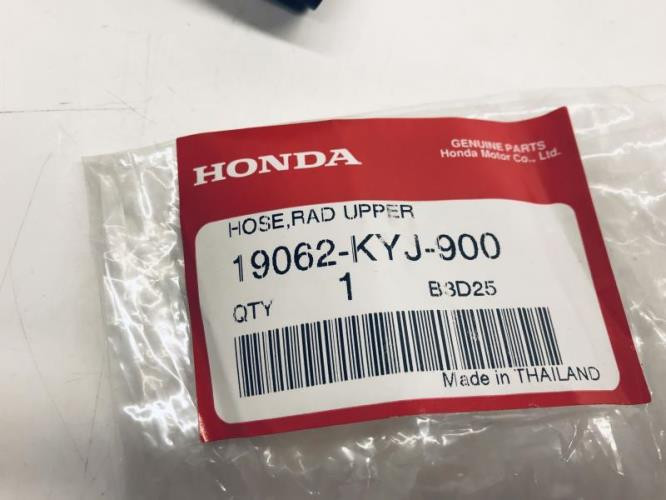 HONDA
GENUINE PARTS
Honda Motor Co., Ltd.
HOSE,RAD UPPER
19062-KYJ-900
QTY 1 B3D25
Made in THAILAND